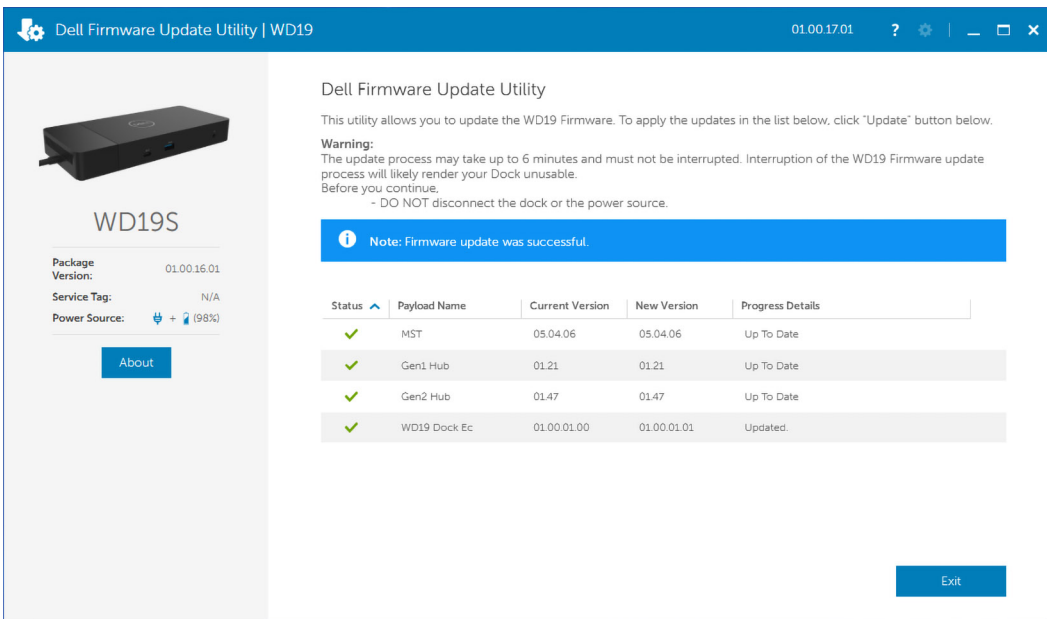 Dell Firmware Update Utility | WD19
01.00.17.01
?
Dell Firmware Update Utility
This utility allows you to update the WD19 Firmware. To apply the updates in the list below, click "Update" button below.
Warning:
The update process may take up to 6 minutes and must not be interrupted. Interruption of the WD19 Firmware update
process will likely render your Dock unusable.
Before you continue,
- DO NOT disconnect the dock or the power source.
DELL
WD19S
Package Version: 01.00.16.01
Service Tag: N/A
Power Source: + (98%)
About
Note: Firmware update was successful.
Status Payload Name Current Version New Version Progress Details
MST 05.04.06 05.04.06 Up To Date
Gen1 Hub 01.21 01.21 Up To Date
Gen2 Hub 01.47 01.47 Up To Date
WD19 Dock Ec 01.00.01.00 01.00.01.01 Updated.
Exit